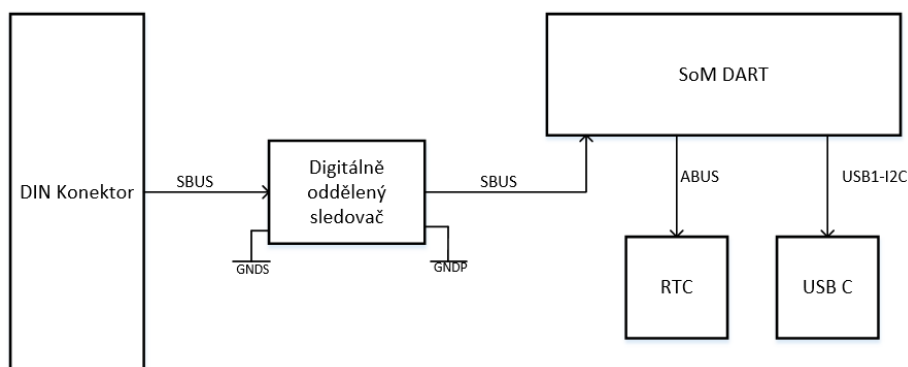 DIN Konektor
SBUS
Digitálně
oddělený
sledovač
GNDS
GNDP
SBUS
SoM DART
ABUS
USB1-I2C
RTC
USB C